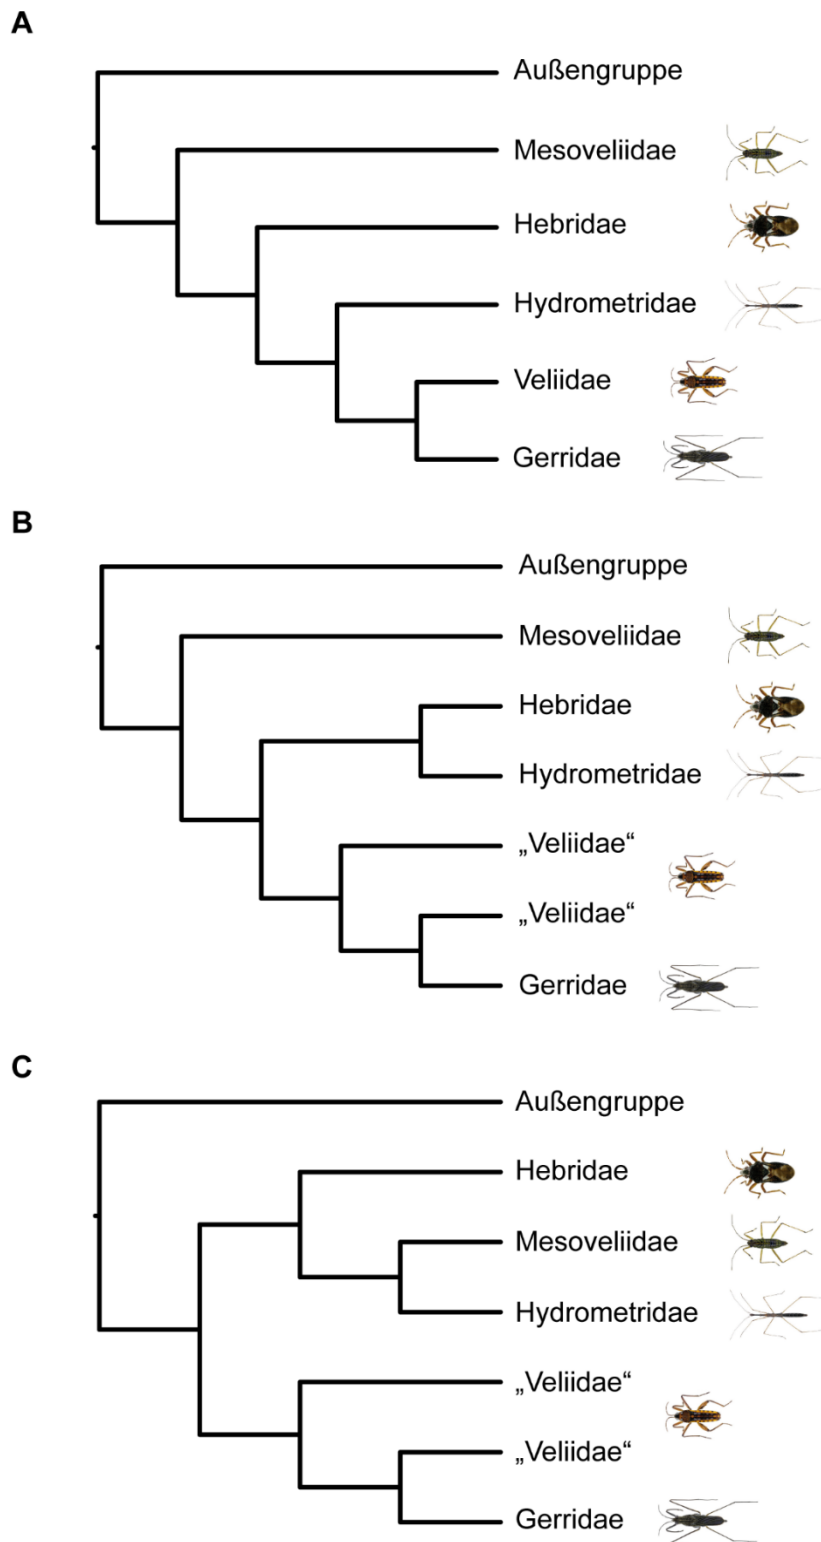 A
Außengruppe
Mesoveliidae
Hebridae
Hydrometridae
Veliidae
Gerridae
B
Außengruppe
Mesoveliidae
Hebridae
Hydrometridae
„Veliidae“
„Veliidae“
Gerridae
C
Außengruppe
Hebridae
Mesoveliidae
Hydrometridae
„Veliidae“
„Veliidae“
Gerridae